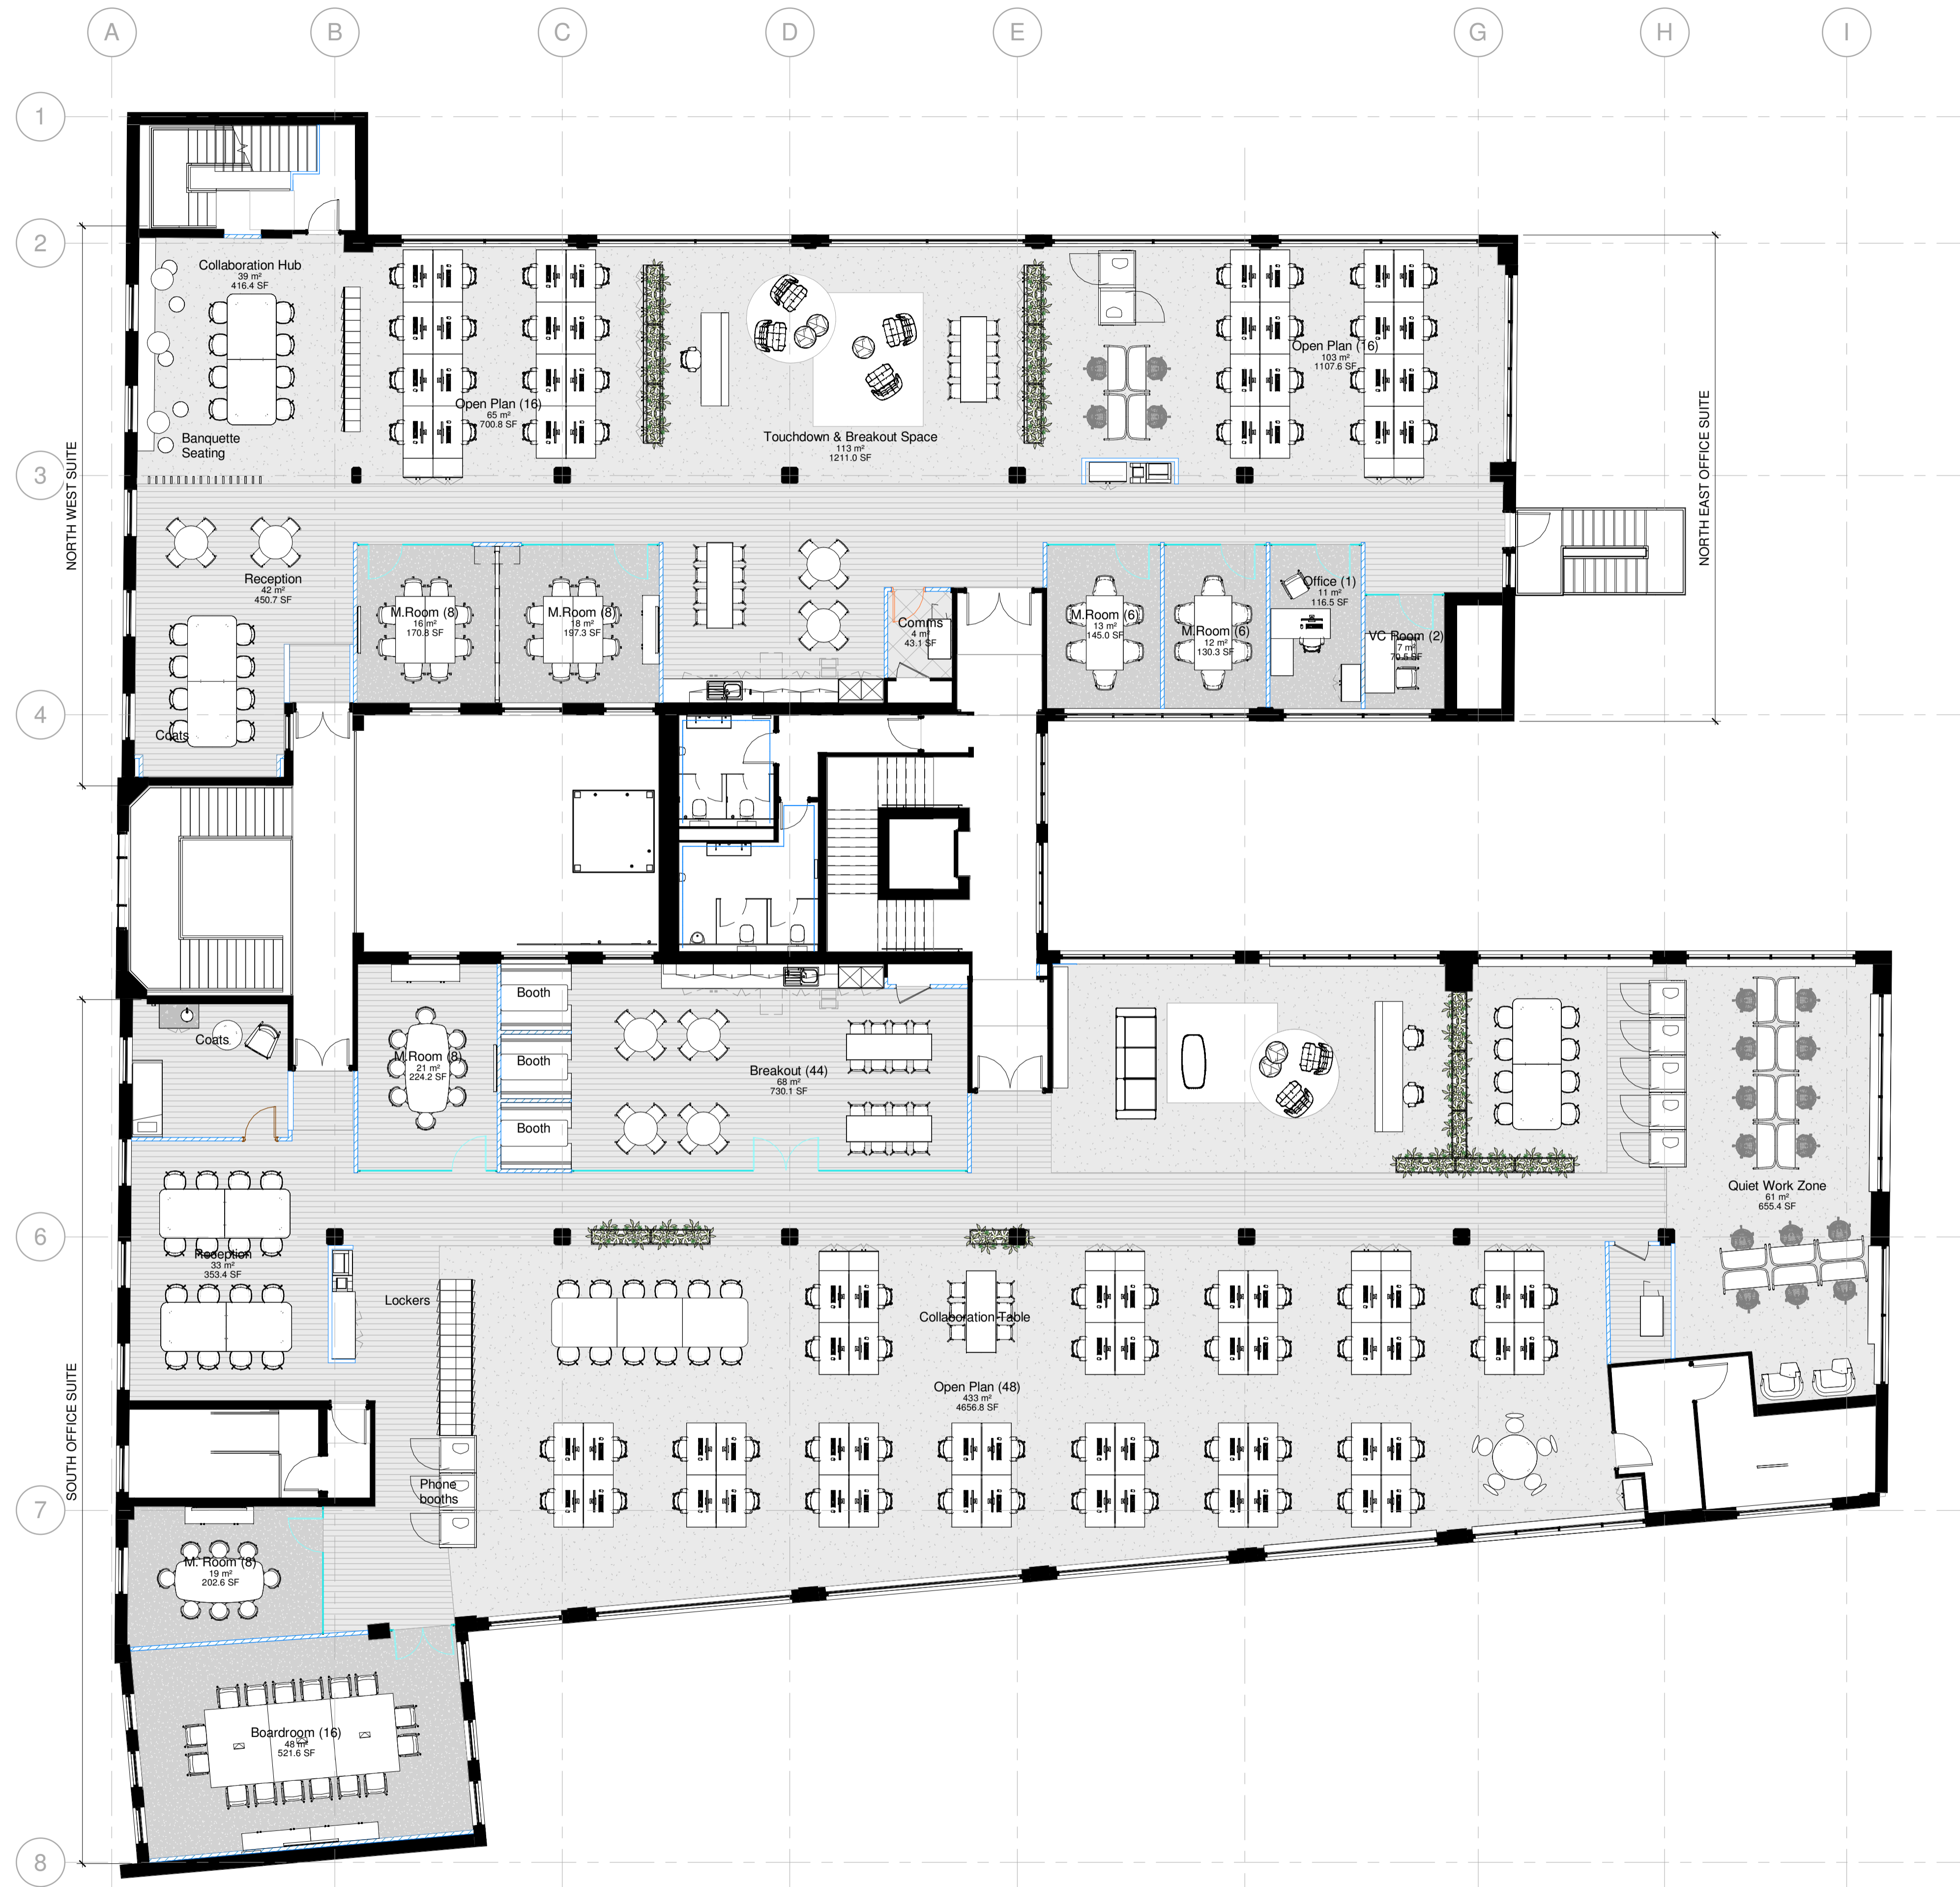 A
B
C
D
E
G
H
I
1
2
3
4
6
7
8
NORTH WEST SUITE
NORTH EAST OFFICE SUITE
SOUTH OFFICE SUITE
Collaboration Hub
39 m²
416.4 SF
Banquette
Seating
Open Plan (16)
65 m²
700.8 SF
Touchdown & Breakout Space
113 m²
1211.0 SF
Open Plan (16)
103 m²
1107.6 SF
Reception
42 m²
450.7 SF
Coats
M.Room (8)
16 m²
170.8 SF
M.Room (8)
18 m²
197.3 SF
Comms
4 m²
43.1 SF
M.Room (6)
13 m²
145.0 SF
M.Room (6)
12 m²
130.3 SF
Office (1)
11 m²
116.5 SF
VC Room (2)
7 m²
70.5 SF
Coats
M.Room (8)
21 m²
224.2 SF
Booth
Booth
Booth
Breakout (44)
68 m²
730.1 SF
Quiet Work Zone
61 m²
655.4 SF
Reception
33 m²
353.4 SF
Lockers
Collaboration Table
Open Plan (48)
433 m²
4656.8 SF
Phone
booths
M. Room (8)
19 m²
202.6 SF
Boardroom (16)
48 m²
521.6 SF